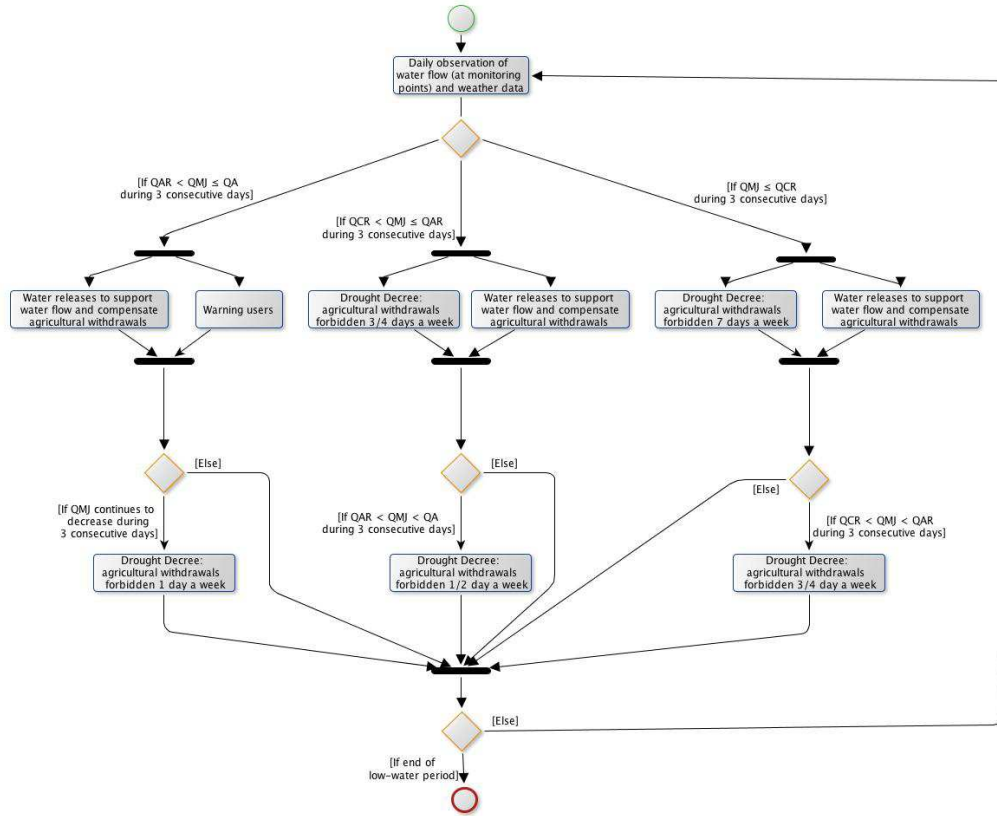 Daily observation of
water flow (at monitoring
points) and weather data
[If QAR < QMJ ≤ QA
during 3 consecutive days]
[If QCR < QMJ ≤ QAR
during 3 consecutive days]
[If QMJ ≤ QCR
during 3 consecutive days]
Water releases to support
water flow and compensate
agricultural withdrawals
Warning users
Drought Decree:
agricultural withdrawals
forbidden 3/4 days a week
Water releases to support
water flow and compensate
agricultural withdrawals
Drought Decree:
agricultural withdrawals
forbidden 7 days a week
Water releases to support
water flow and compensate
agricultural withdrawals
[Else]
[If QMJ continues to
decrease during
3 consecutive days]
[Else]
[If QAR < QMJ < QA
during 3 consecutive days]
[Else]
[If QCR < QMJ < QAR
during 3 consecutive days]
Drought Decree:
agricultural withdrawals
forbidden 1 day a week
Drought Decree:
agricultural withdrawals
forbidden 1/2 day a week
Drought Decree:
agricultural withdrawals
forbidden 3/4 day a week
[Else]
[If end of
low-water period]